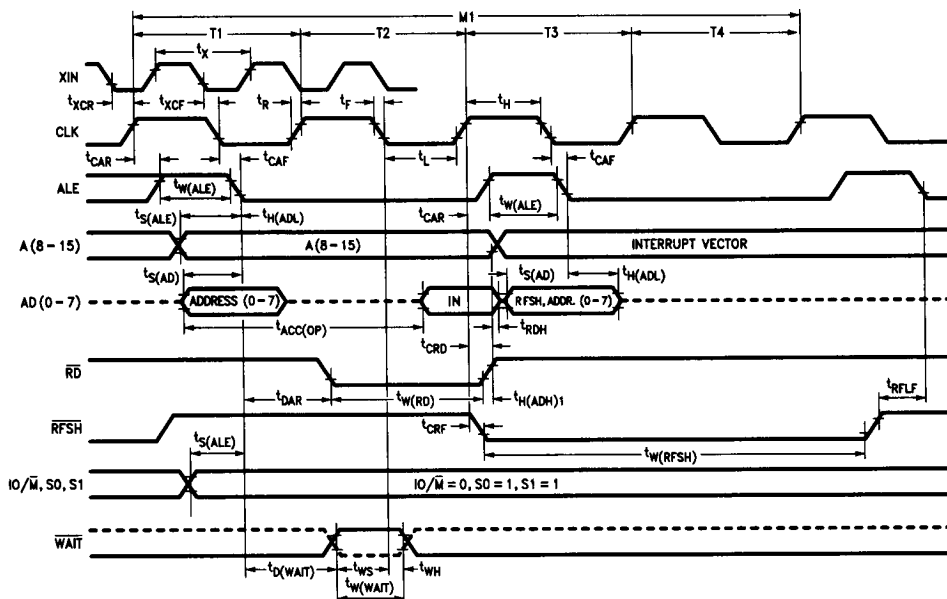 M1
T1 T2 T3 T4
tX
XIN
tXCR tXCF tR tF tH
CLK
tCAR tCAF tL tCAF
ALE
tW(ALE) tW(ALE)
tS(ALE) tH(ADL) tCAR
A(8-15) A(8-15) INTERRUPT VECTOR
tS(AD) tS(AD) tH(ADL)
AD(0-7) ADDRESS (0-7) IN RFSH, ADDR. (0-7)
tACC(OP) tRDH
tCRD
RD
tDAR tW(RD) tH(ADH)1 tRFLF
RFSH
tCRF
tS(ALE) tW(RFSH)
IO/M, S0, S1 IO/M = 0, S0 = 1, S1 = 1
WAIT
tD(WAIT) tWS tWH
tW(WAIT)